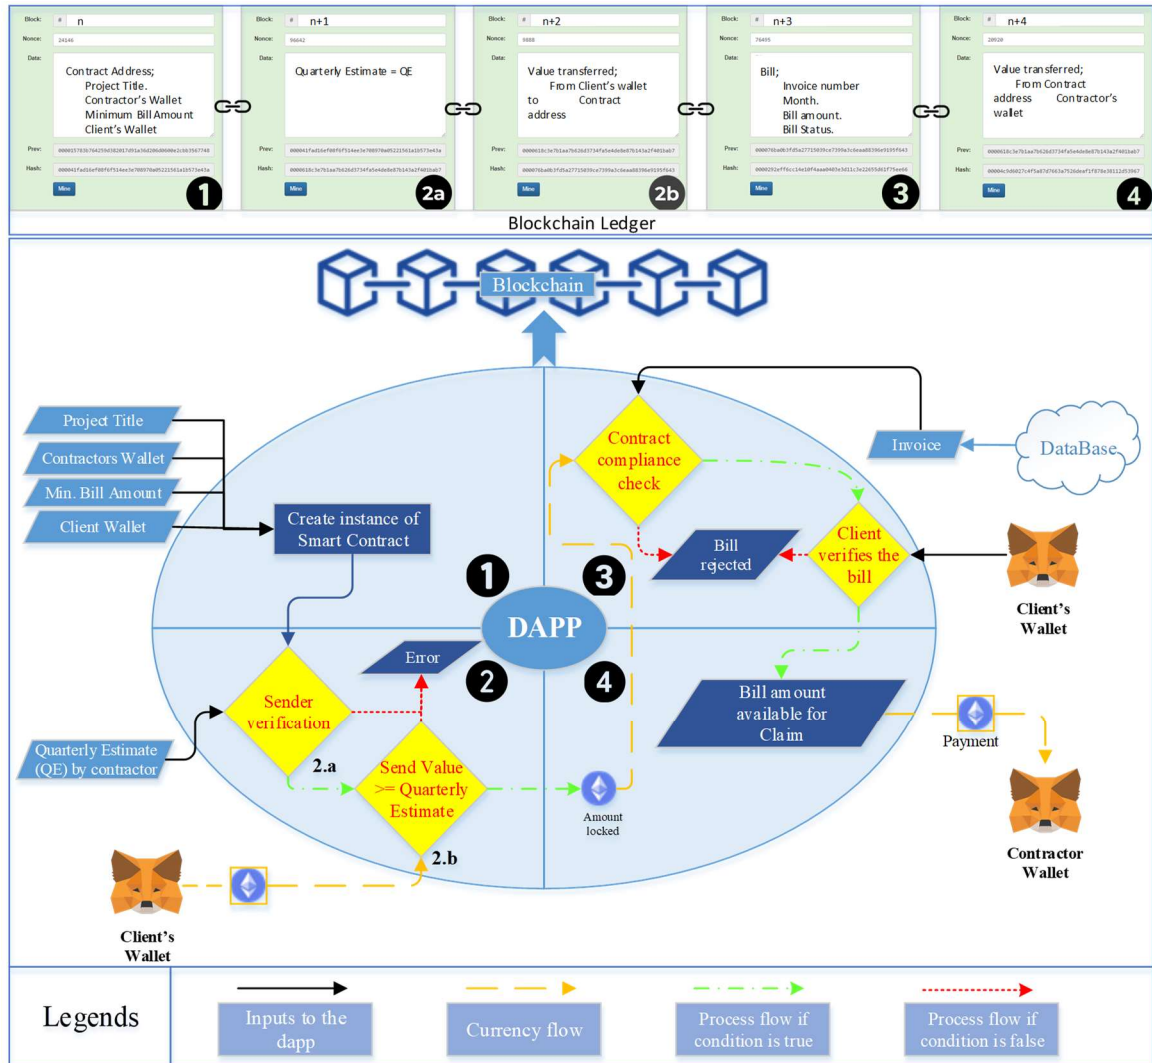 Block: # n
Nonce:
24146
Data:
Contract Address;
Project Title.
Contractor's Wallet
Minimum Bill Amount
Client's Wallet
Prev:
Hash:
Mine
1
Block: # n+1
Nonce:
96642
Data:
Quarterly Estimate = QE
Prev:
Hash:
Mine
2a
Block: # n+2
Nonce:
9888
Data:
Value transferred;
From Client's wallet
to Contract
address
Prev:
Hash:
Mine
2b
Block: # n+3
Nonce:
76495
Data:
Bill;
Invoice number
Month.
Bill amount.
Bill Status.
Prev:
Hash:
Mine
3
Block: # n+4
Nonce:
20920
Data:
Value transferred;
From Contract
address Contractor's
wallet
Prev:
Hash:
Mine
4
Blockchain Ledger
Blockchain
Project Title
Contractors Wallet
Min. Bill Amount
Client Wallet
Create instance of
Smart Contract
1
Contract
compliance
check
Invoice
DataBase
Bill
rejected
Client
verifies the
bill
Client's
Wallet
3
DAPP
Error
2
4
Sender
verification
Quarterly Estimate
(QE) by contractor
2.a
Send Value
>= Quarterly
Estimate
2.b
Amount
locked
Bill amount
available for
Claim
Payment
Contractor
Wallet
Client's
Wallet
Legends
Inputs to the
dapp
Currency flow
Process flow if
condition is true
Process flow if
condition is false